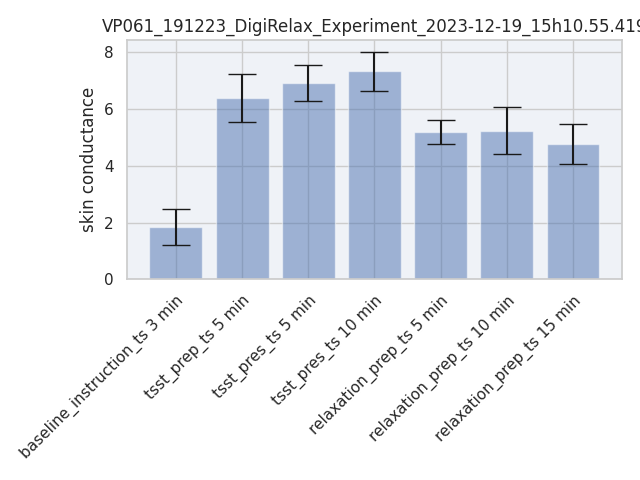 VP061_191223_DigiRelax_Experiment_2023-12-19_15h10.55.419
skin conductance
8
6
4
2
0
baseline_instruction_ts 3 min
tsst_prep_ts 5 min
tsst_pres_ts 5 min
tsst_pres_ts 10 min
relaxation_prep_ts 5 min
relaxation_prep_ts 10 min
relaxation_prep_ts 15 min